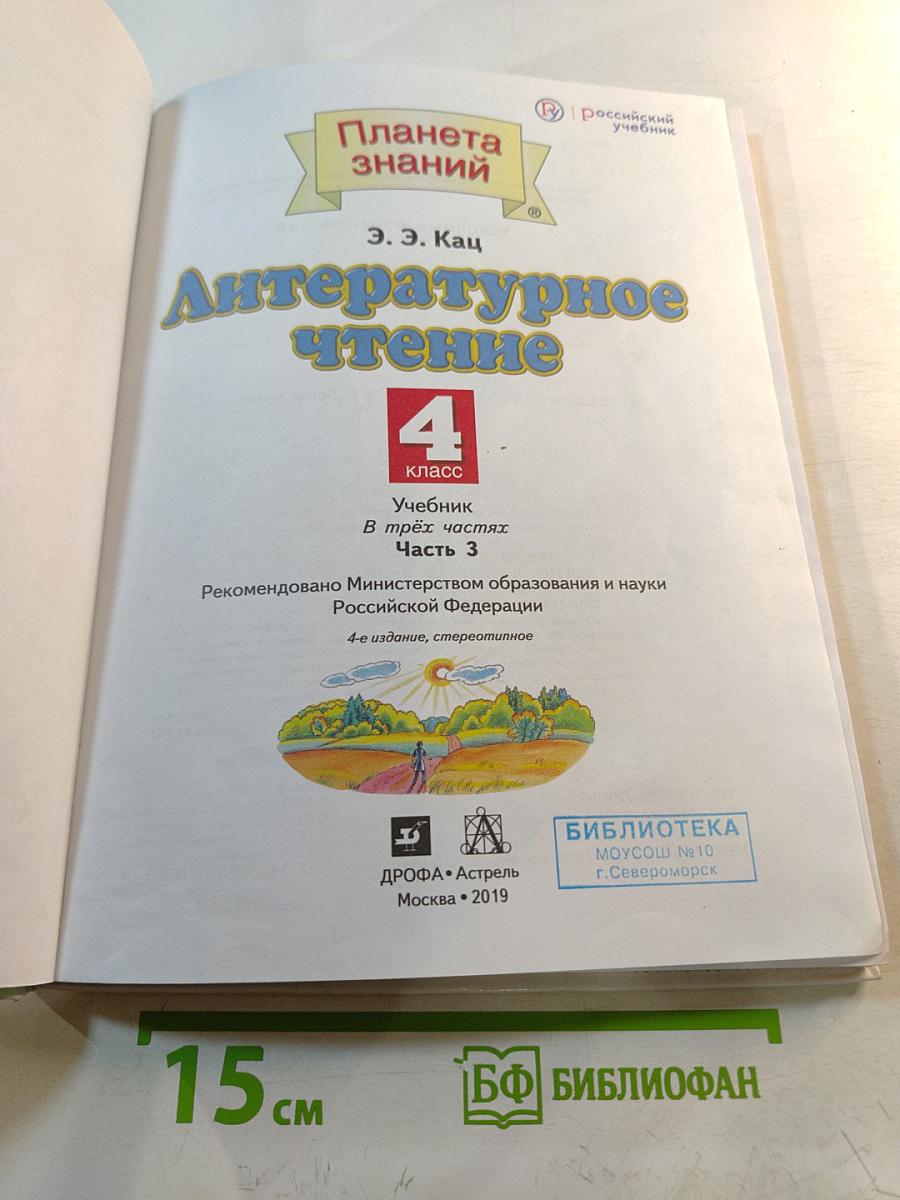 Планета
знаний
®
РУ | российский
учебник
Э. Э. Кац
Литературное
чтение
4
класс
Учебник
В трёх частях
Часть 3
Рекомендовано Министерством образования и науки
Российской Федерации
4-е издание, стереотипное
ДРОФА • Астрель
Москва • 2019
БИБЛИОТЕКА
МОУСОШ №10
г.Североморск
15 см
БФ БИБЛИОФАН